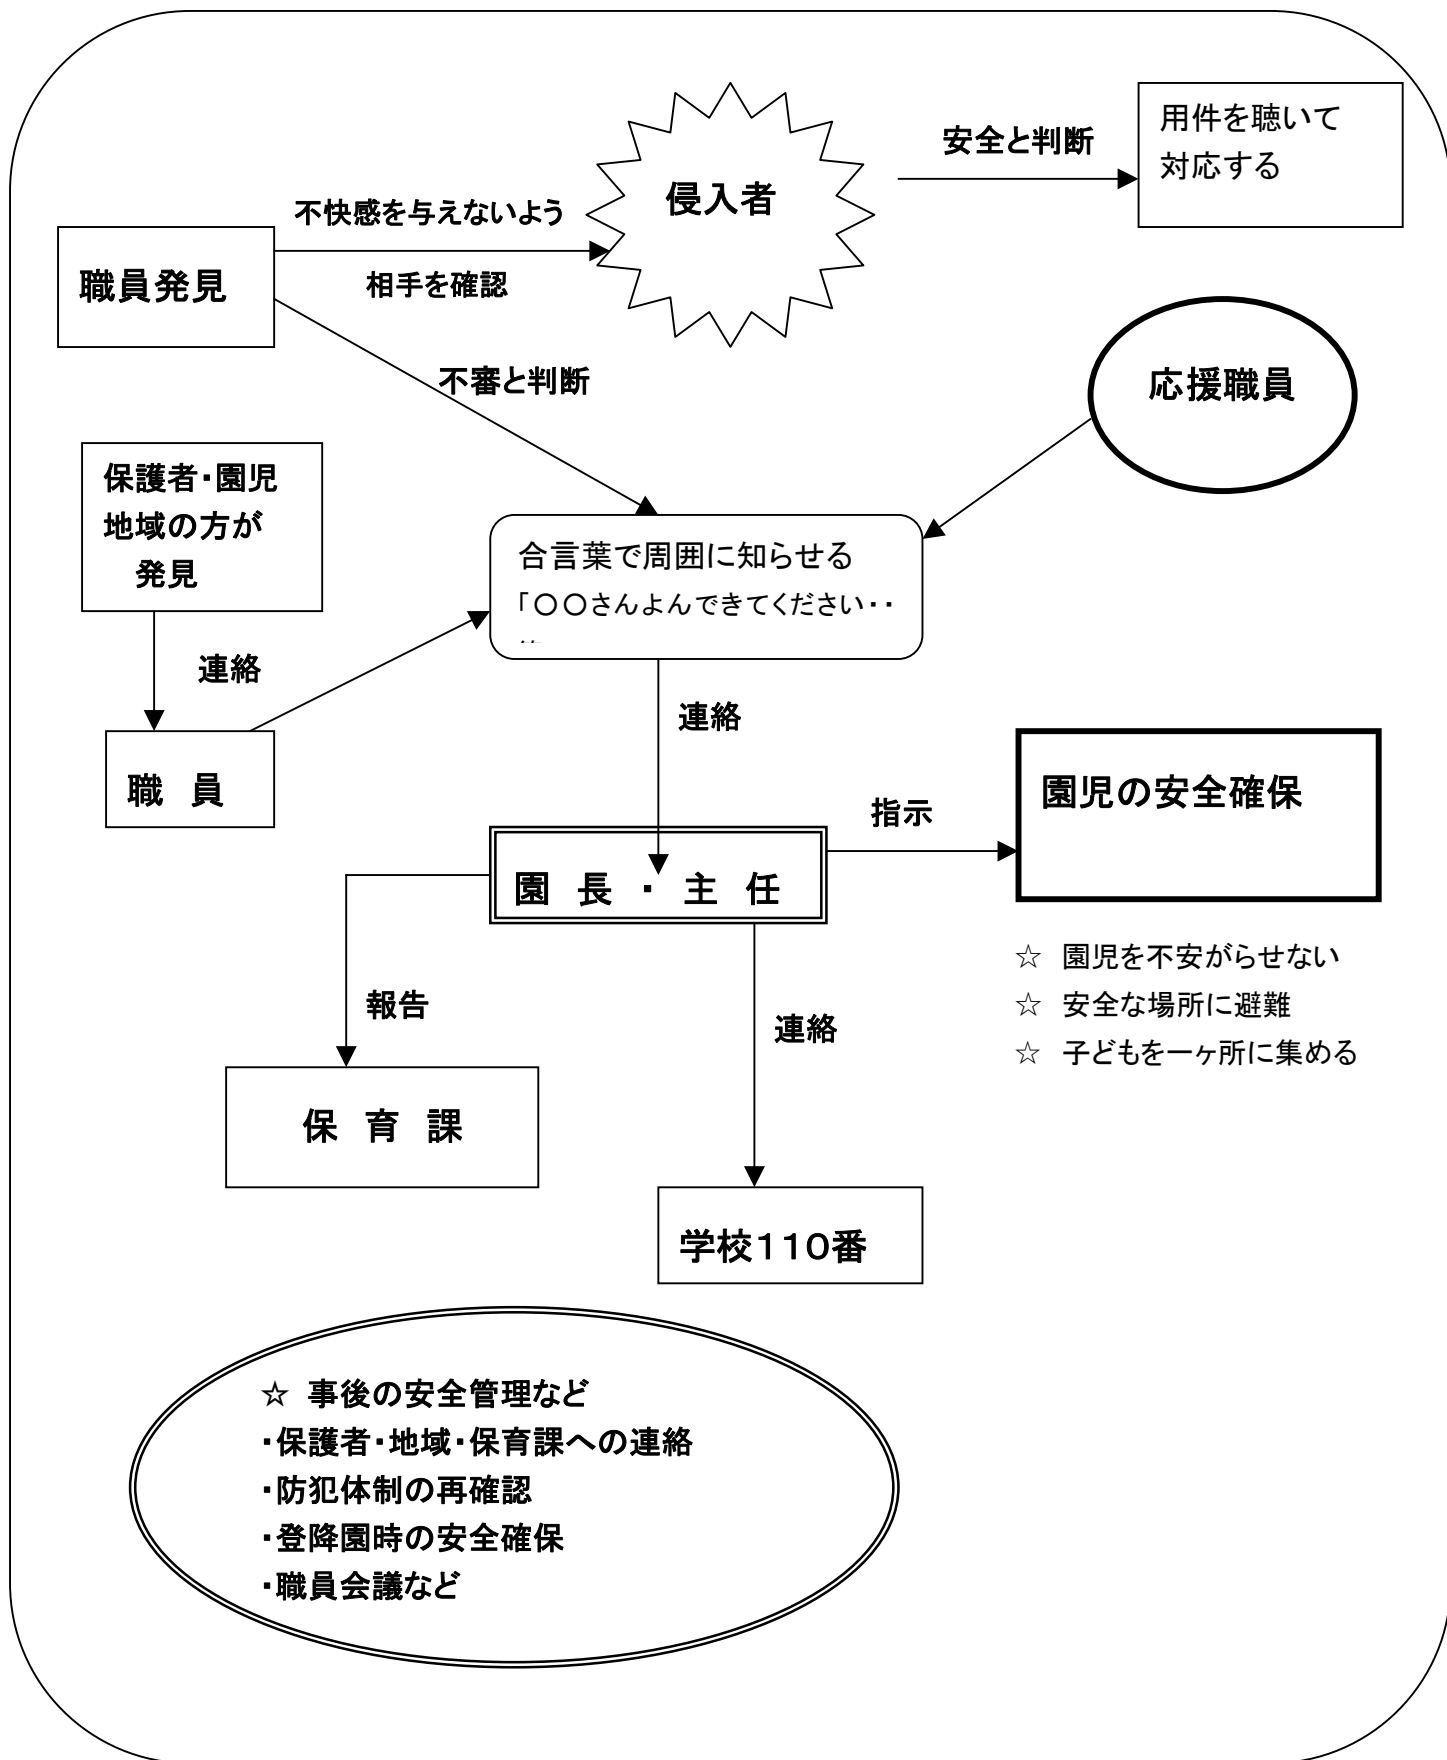 侵入者
安全と判断
用件を聴いて
対応する
不快感を与えないよう
相手を確認
職員発見
不審と判断
応援職員
保護者・園児
地域の方が
発見
合言葉で周囲に知らせる
「〇〇さんよんできてください・・
連絡
連絡
職　員
指示
園児の安全確保
園　長　・　主　任
☆　園児を不安がらせない
☆　安全な場所に避難
☆　子どもを一ヶ所に集める
報告
連絡
保　育　課
学校１１０番
☆　事後の安全管理など
・保護者・地域・保育課への連絡
・防犯体制の再確認
・登降園時の安全確保
・職員会議など